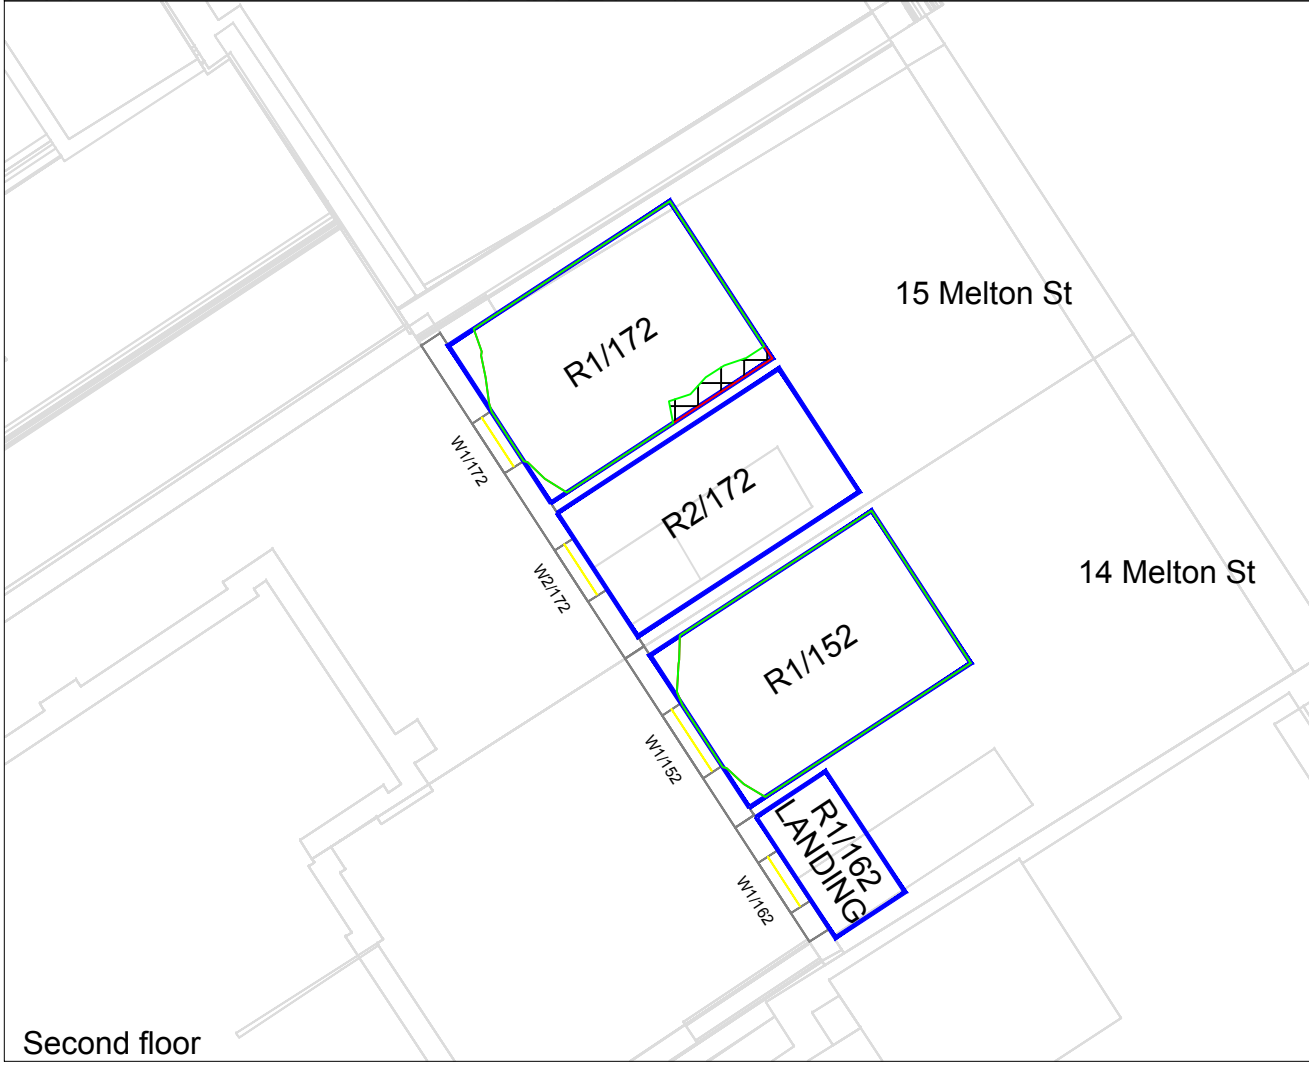 15 Melton St
R1/172
W1/172
R2/172
W2/172
14 Melton St
R1/152
W1/152
R1/162
LANDING
W1/162
Second floor